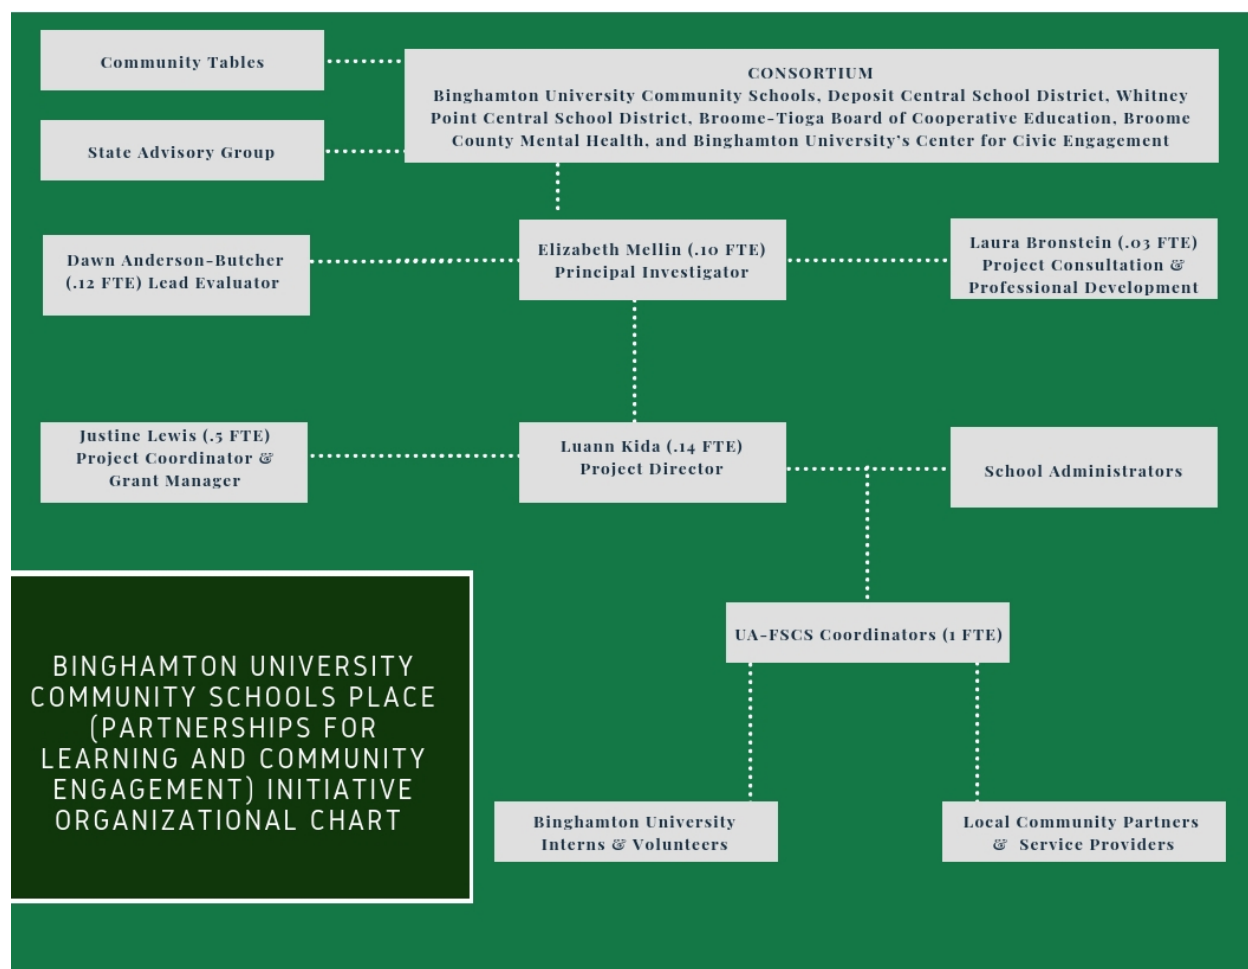 Community Tables
CONSORTIUM
Binghamton University Community Schools, Deposit Central School District, Whitney
Point Central School District, Broome-Tioga Board of Cooperative Education, Broome
County Mental Health, and Binghamton University's Center for Civic Engagement
State Advisory Group
Dawn Anderson-Butcher
(.12 FTE) Lead Evaluator
Elizabeth Mellin (.10 FTE)
Principal Investigator
Laura Bronstein (.03 FTE)
Project Consultation &
Professional Development
Justine Lewis (.5 FTE)
Project Coordinator &
Grant Manager
Luann Kida (.14 FTE)
Project Director
School Administrators
UA-FSCS Coordinators (1 FTE)
BINGHAMTON UNIVERSITY
COMMUNITY SCHOOLS PLACE
(PARTNERSHIPS FOR
LEARNING AND COMMUNITY
ENGAGEMENT) INITIATIVE
ORGANIZATIONAL CHART
Binghamton University
Interns & Volunteers
Local Community Partners
& Service Providers